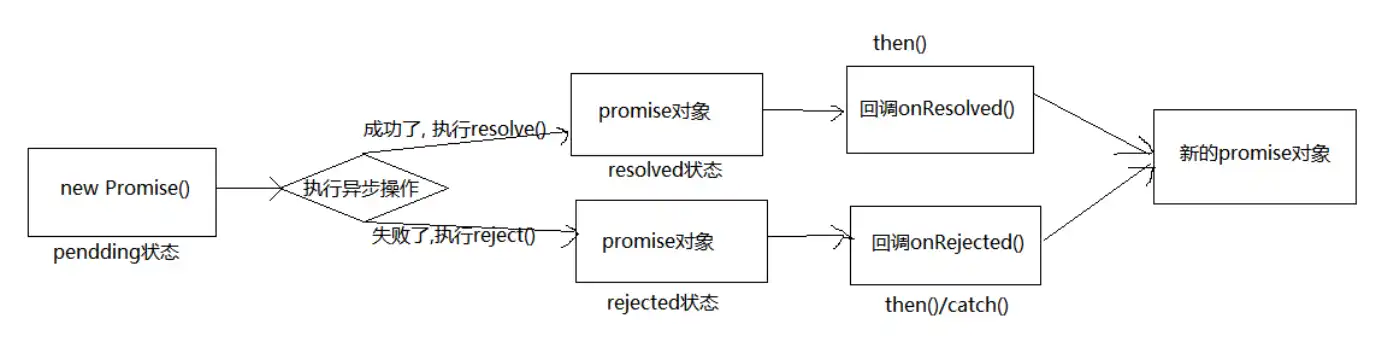 new Promise()
pendding状态
执行异步操作
成功了, 执行resolve()
失败了,执行reject()
promise对象
resolved状态
promise对象
rejected状态
then()
回调onResolved()
回调onRejected()
then()/catch()
新的promise对象